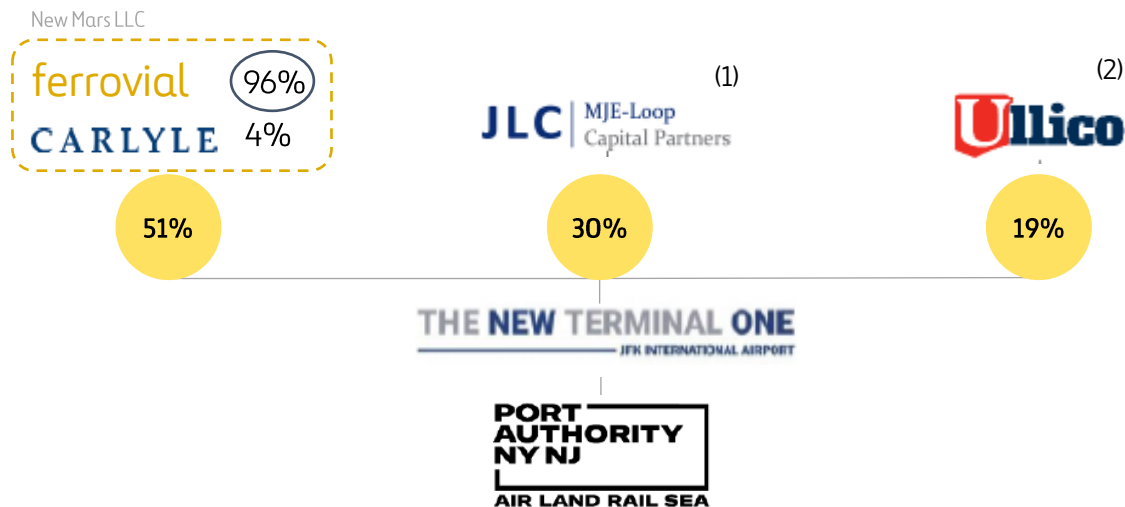 New Mars LLC
ferrovial 96%
CARLYLE 4%
JLC MJE-Loop Capital Partners
(1)
Ullico
(2)
51%
30%
19%
THE NEW TERMINAL ONE
JFK INTERNATIONAL AIRPORT
PORT
AUTHORITY
NY NJ
AIR LAND RAIL SEA